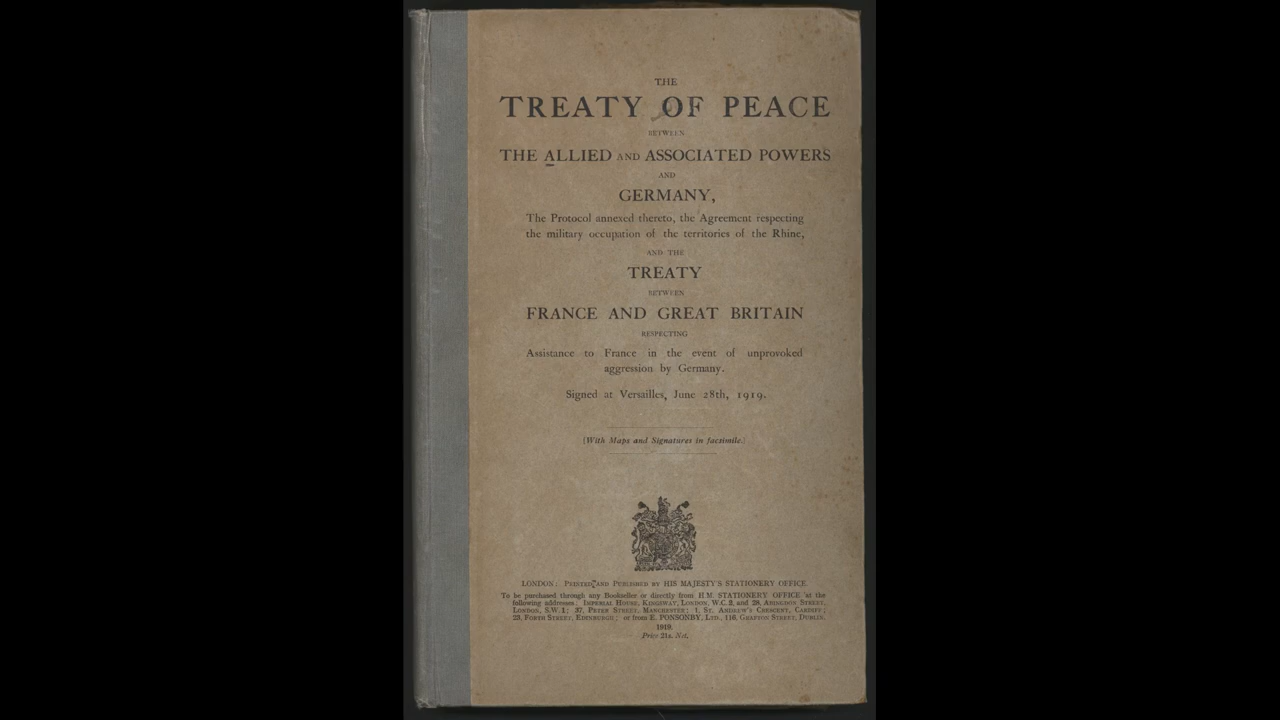 THE
TREATY OF PEACE
BETWEEN
THE ALLIED AND ASSOCIATED POWERS
AND
GERMANY,
The Protocol annexed thereto, the Agreement respecting
the military occupation of the territories of the Rhine,
AND THE
TREATY
BETWEEN
FRANCE AND GREAT BRITAIN
RESPECTING
Assistance to France in the event of unprovoked
aggression by Germany.
Signed at Versailles, June 28th, 1919.
(With Maps and Signatures in facsimile.)
LONDON: PRINTED AND PUBLISHED BY HIS MAJESTY'S STATIONERY OFFICE.
To be purchased through any Bookseller or directly from H.M. STATIONERY OFFICE at the
following addresses: IMPERIAL HOUSE, KINGSWAY, LONDON, W.C. 2, and 28, ABINGDON STREET,
LONDON, S.W. 1; 37, PETER STREET, MANCHESTER; 1, ST. ANDREW'S CRESCENT, CARDIFF;
23, FORTH STREET, EDINBURGH; or from E. PONSONBY, LTD., 116, GRAFTON STREET, DUBLIN.
1919.
Price 21s. Net.